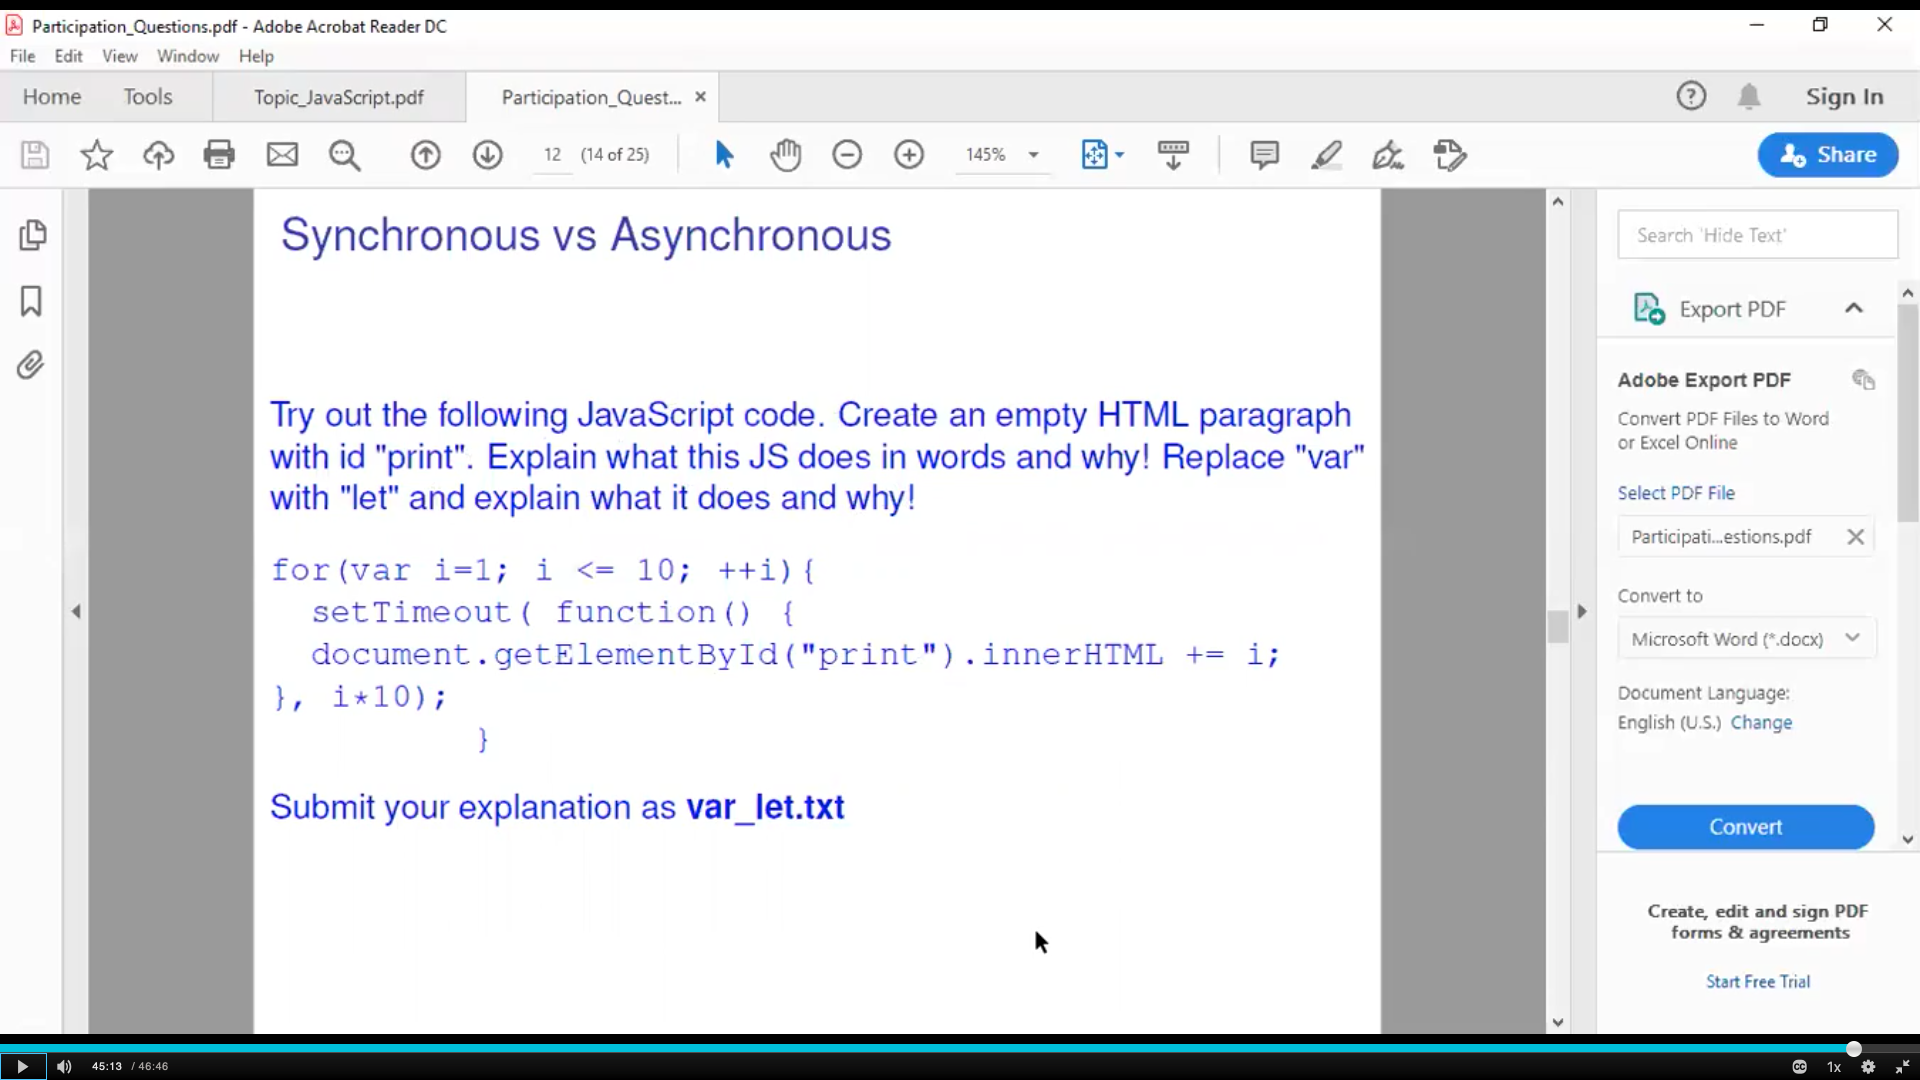 Participation_Questions.pdf - Adobe Acrobat Reader DC
File Edit View Window Help
Home Tools Topic_JavaScript.pdf Participation_Quest... Sign In
12 (14 of 25) 145% Share
Synchronous vs Asynchronous
Try out the following JavaScript code. Create an empty HTML paragraph
with id "print". Explain what this JS does in words and why! Replace "var"
with "let" and explain what it does and why!
for(var i=1; i <= 10; ++i){
setTimeout( function() {
document.getElementById("print").innerHTML += i;
}, i*10);
}
Submit your explanation as var_let.txt
Search 'Hide Text'
Export PDF
Adobe Export PDF
Convert PDF Files to Word
or Excel Online
Select PDF File
Participati...estions.pdf
Convert to
Microsoft Word (*.docx)
Document Language:
English (U.S.) Change
Convert
Create, edit and sign PDF
forms & agreements
Start Free Trial
45:13 / 46:46 CC 1x